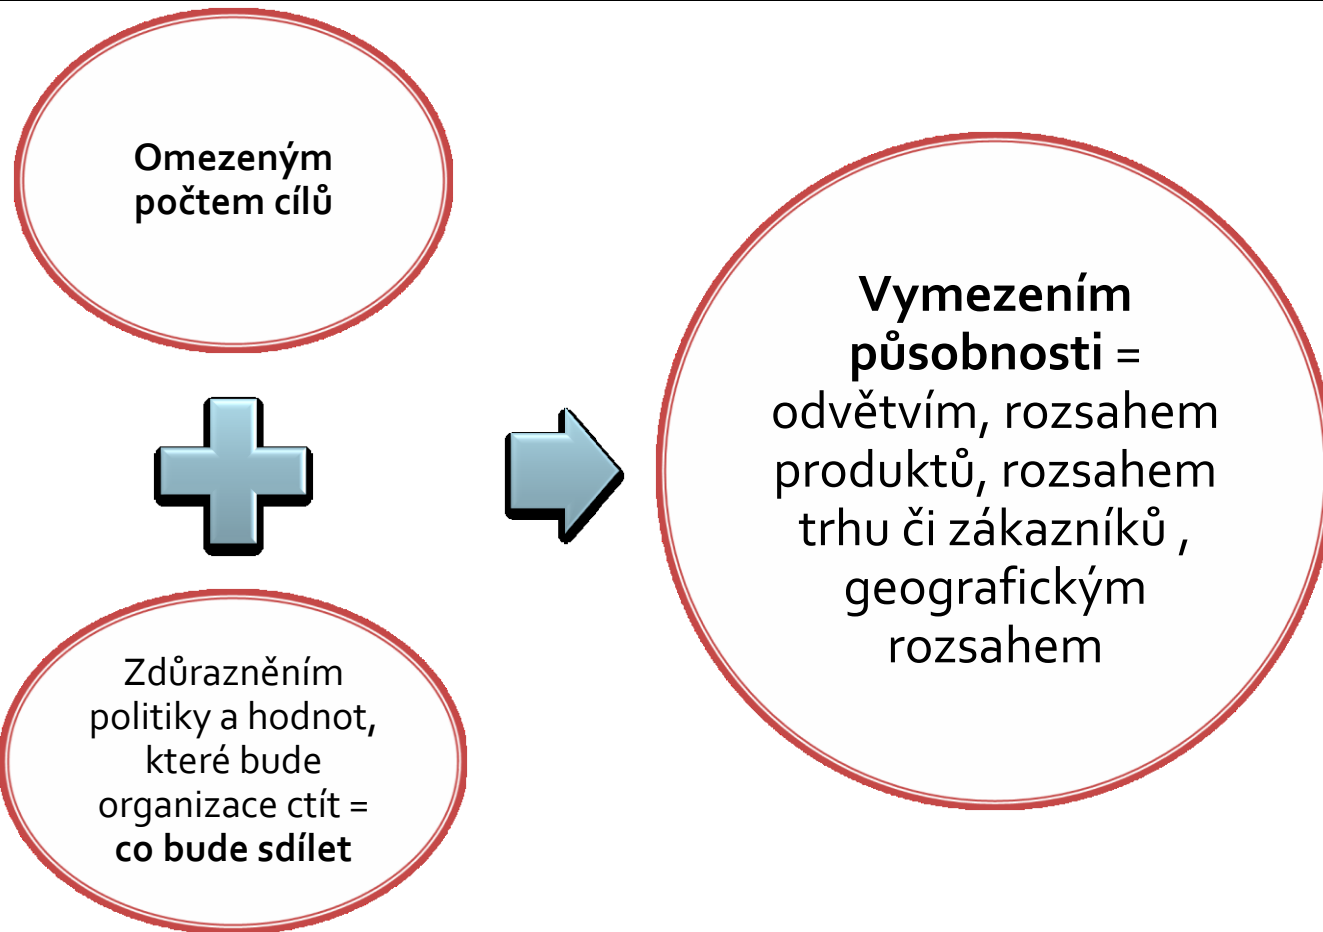 Omezeným
počtem cílů
Zdůrazněním
politiky a hodnot,
které bude
organizace ctít =
co bude sdílet
Vymezením
působnosti =
odvětvím, rozsahem
produktů, rozsahem
trhu či zákazníků ,
geografickým
rozsahem